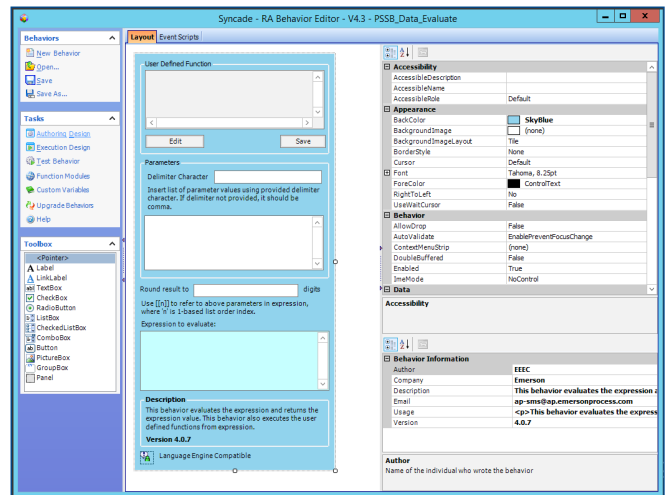 Syncade - RA Behavior Editor - V4.3 - PSSB_Data_Evaluate
Behaviors
New Behavior
Open...
Save
Save As...
Tasks
Authoring Design
Execution Design
Test Behavior
Function Modules
Custom Variables
Upgrade Behaviors
Help
Toolbox
<Pointer>
Label
LinkLabel
TextBox
CheckBox
RadioButton
ListBox
CheckedListBox
ComboBox
Button
PictureBox
GroupBox
Panel
Layout Event Scripts
User Defined Function
Edit Save
Parameters
Delimiter Character
Insert list of parameter values using provided delimiter
character. If delimiter not provided, it should be
comma.
Round result to digits
Use [[n]] to refer to above parameters in expression,
where 'n' is 1-based list order index.
Expression to evaluate:
Description
This behavior evaluates the expression and returns the
expression value. This behavior also executes the user
defined functions from expression.
Version 4.0.7
Language Engine Compatible
Accessibility
AccessibleDescription
AccessibleName
AccessibleRole Default
Appearance
BackColor SkyBlue
BackgroundImage (none)
BackgroundImageLayout Tile
BorderStyle None
Cursor Default
Font Tahoma, 8.25pt
ForeColor ControlText
RightToLeft No
UseWaitCursor False
Behavior
AllowDrop False
AutoValidate EnablePreventFocusChange
ContextMenuStrip (none)
DoubleBuffered False
Enabled True
ImeMode NoControl
Data
Accessibility
Behavior Information
Author EEEC
Company Emerson
Description This behavior evaluates the expression a
Email ap-sms@ap.emersonprocess.com
Usage <p>This behavior evaluates the express
Version 4.0.7
Author
Name of the individual who wrote the behavior